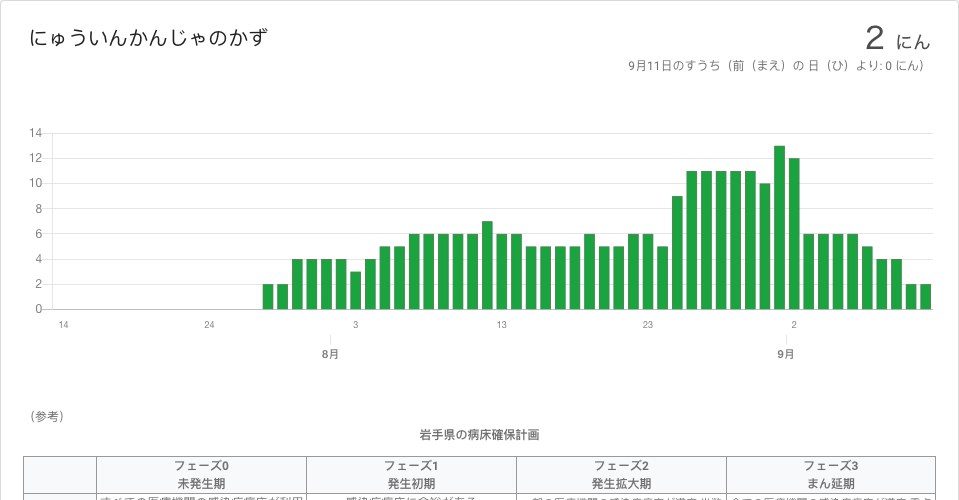 にゅういんかんじゃのかず
2 にん
9月11日のすうち（前（まえ）の 日（ひ）より: 0 にん）
14
12
10
8
6
4
2
0
14 24 3 13 23 2
8月 9月
（参考）
岩手県の病床確保計画
フェーズ0 フェーズ1 フェーズ2 フェーズ3
未発生期 発生初期 発生拡大期 まん延期